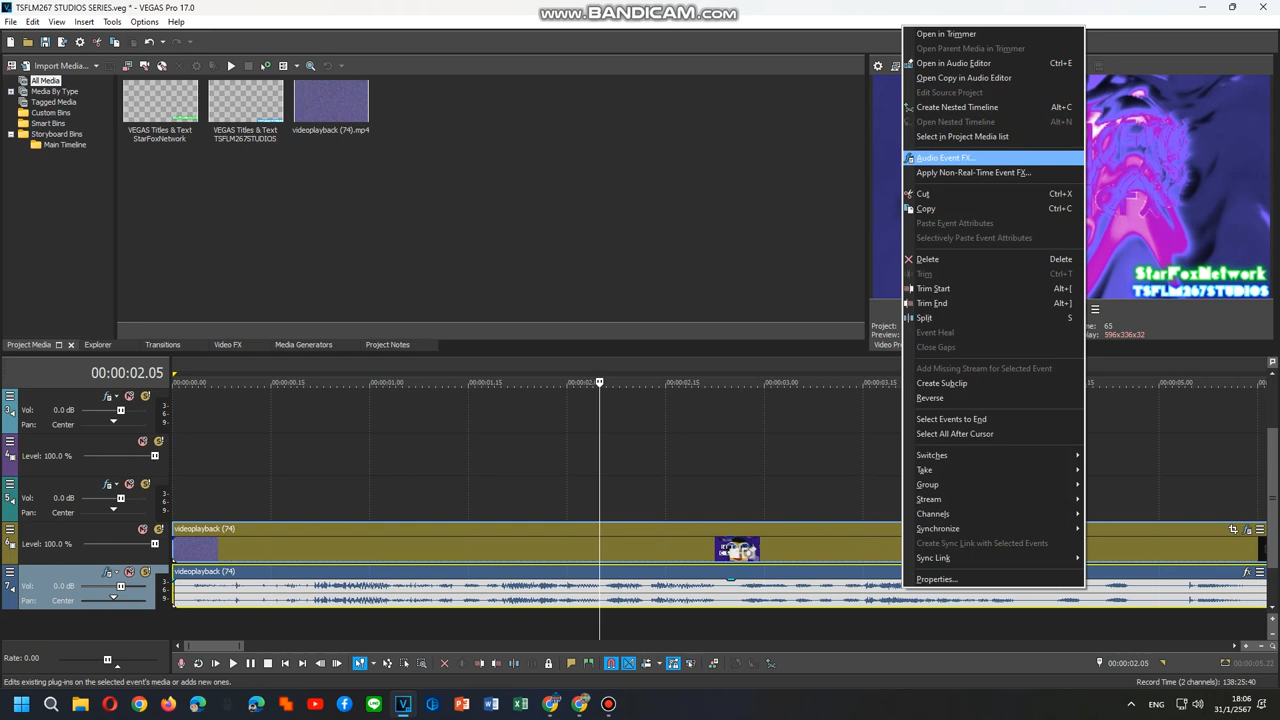 TSFLM267 STUDIOS SERIES.veg * - VEGAS Pro 17.0
www.BANDICAM.com
File Edit View Insert Tools Options Help
Import Media...
All Media
Media By Type
Tagged Media
Custom Bins
Smart Bins
Storyboard Bins
Main Timeline
VEGAS Titles & Text StarFoxNetwork
VEGAS Titles & Text TSFLM267STUDIOS
videoplayback (74).mp4
Project Media Explorer Transitions Video FX Media Generators Project Notes
Open in Trimmer
Open Parent Media in Trimmer
Open in Audio Editor Ctrl+E
Open Copy in Audio Editor
Edit Source Project
Create Nested Timeline Alt+C
Open Nested Timeline Alt+N
Select in Project Media list
Audio Event FX...
Apply Non-Real-Time Event FX...
Cut Ctrl+X
Copy Ctrl+C
Paste Event Attributes
Selectively Paste Event Attributes
Delete Delete
Trim Ctrl+T
Trim Start Alt+[
Trim End Alt+]
Split S
Event Heal
Close Gaps
Add Missing Stream for Selected Event
Create Subclip
Reverse
Select Events to End
Select All After Cursor
Switches
Take
Group
Stream
Channels
Synchronize
Create Sync Link with Selected Events
Sync Link
Properties...
StarFoxNetwork
TSFLM267STUDIOS
Project:
Frame:
65
596x336x32
00:00:02.05
00:00:00.00 00:00:00.15 00:00:01.00 00:00:01.15 00:00:02.15 00:00:03.00 00:00:03.15 00:00:05.00
3 Vol: 0.0 dB
Pan: Center
4 Level: 100.0 %
5 Vol: 0.0 dB
Pan: Center
6 Level: 100.0 %
videoplayback (74)
7 Vol: 0.0 dB
Pan: Center
videoplayback (74)
Rate: 0.00
00:00:02.05 00:00:05.22
Edits existing plug-ins on the selected event's media or adds new ones.
Record Time (2 channels): 138:25:40
ENG
18:06
31/1/2567